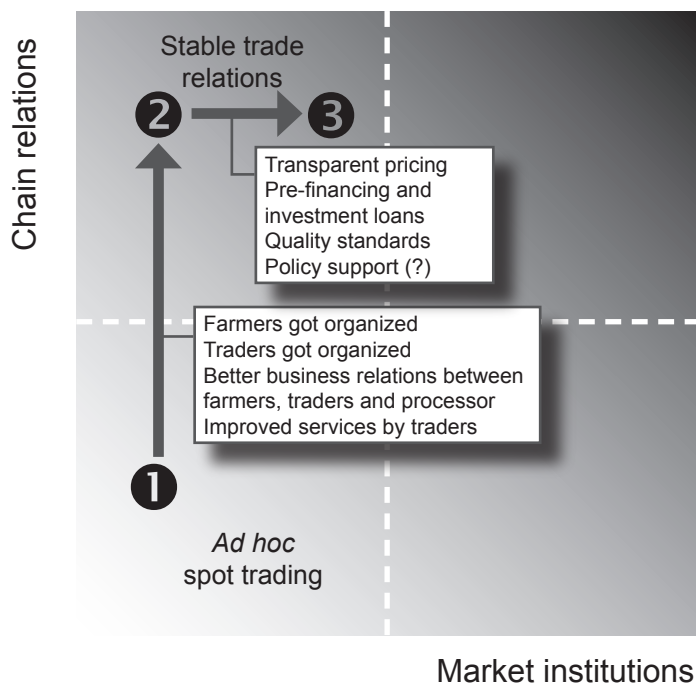 Chain relations
Stable trade
relations
2
3
Transparent pricing
Pre-financing and
investment loans
Quality standards
Policy support (?)
Farmers got organized
Traders got organized
Better business relations between
farmers, traders and processor
Improved services by traders
1
Ad hoc
spot trading
Market institutions